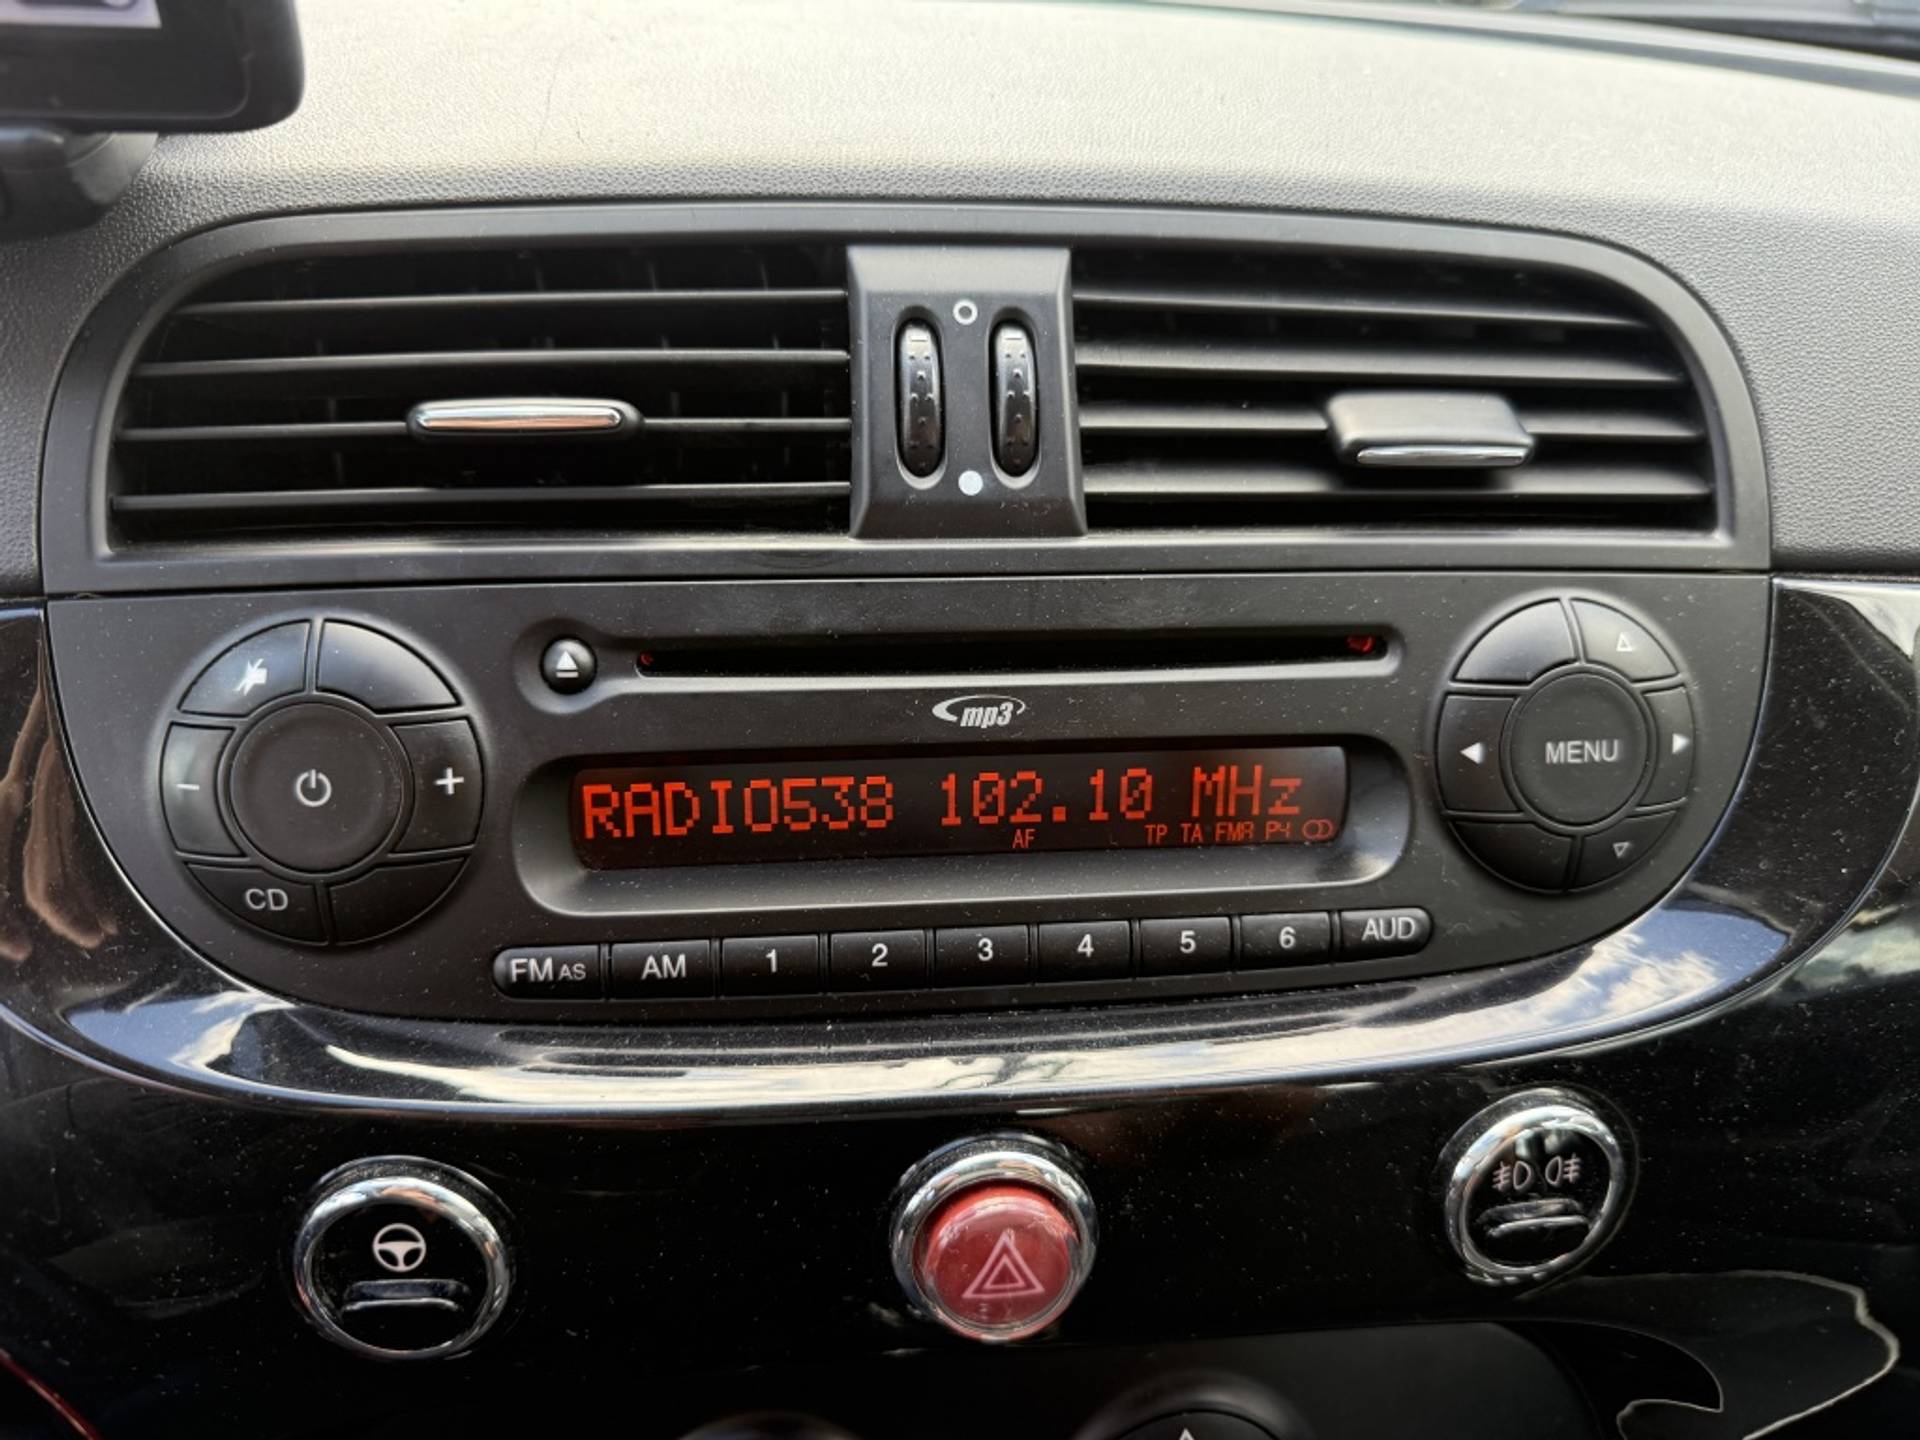 mp3
RADIO538 102.10 MHz
AF TP TA FMA P4
MENU
CD
FM AS AM 1 2 3 4 5 6 AUD